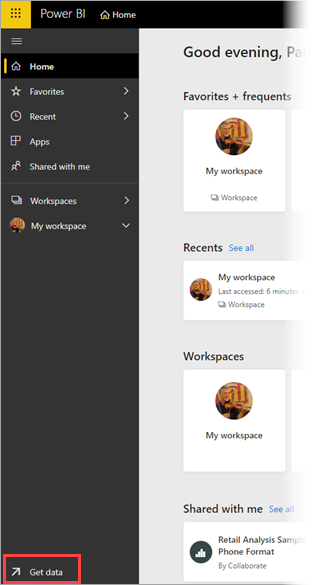 Power BI Home
Home
Favorites
Recent
Apps
Shared with me
Workspaces
My workspace
Get data
Good evening,
Favorites + frequents
My workspace
Workspace
Recents See all
My workspace
Last accessed: 6 minutes
Workspace
Workspaces
My workspace
Shared with me See all
Retail Analysis Sample
Phone Format
By Collaborate